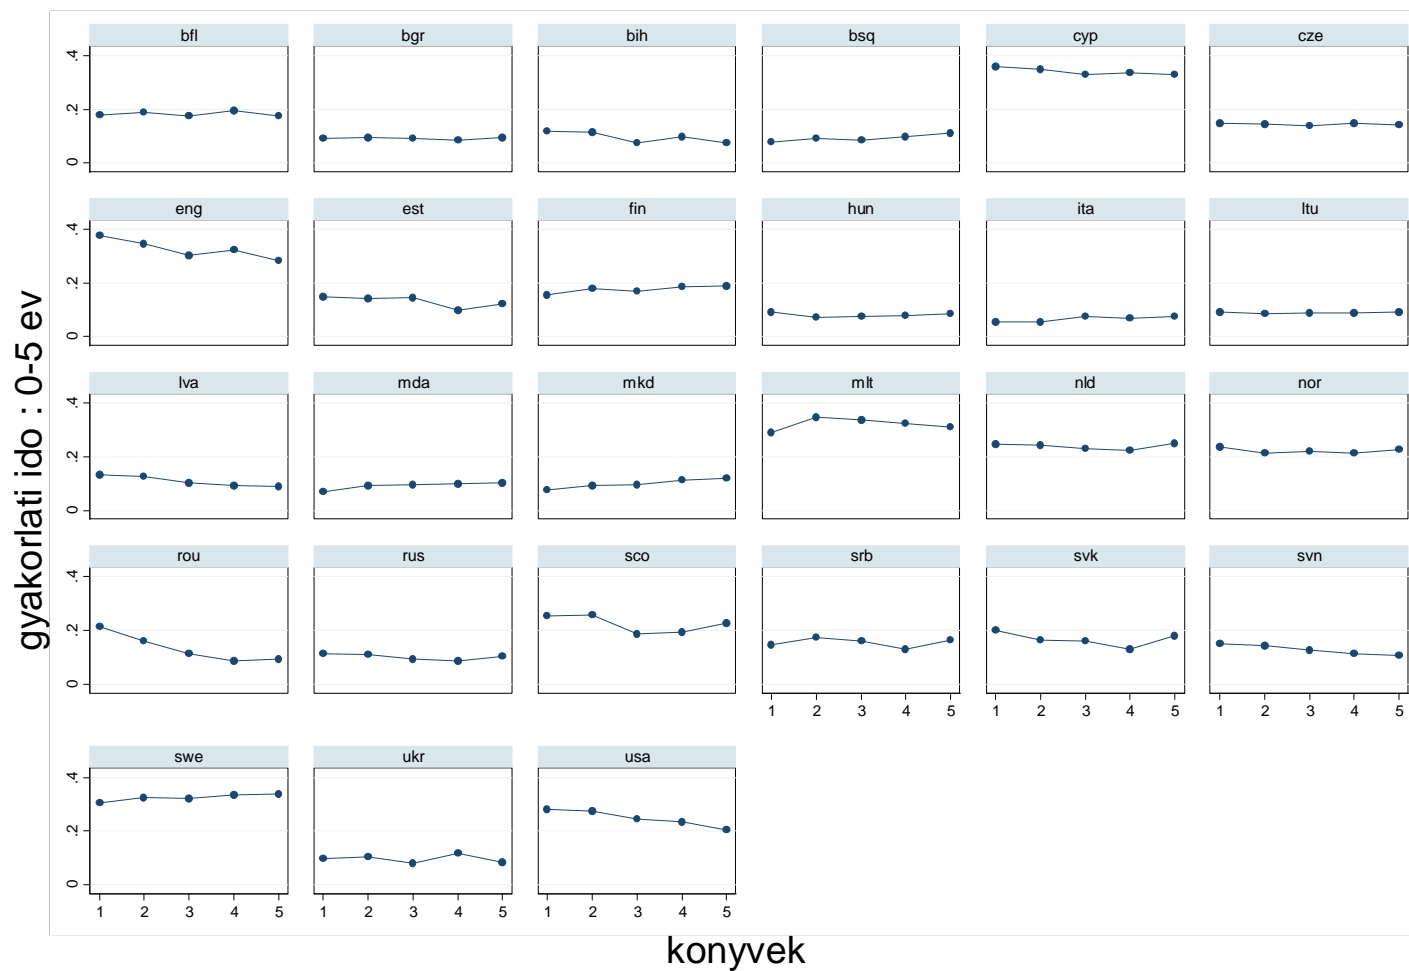 gyakorlati ido : 0-5 ev
bfl bgr bih bsq cyp cze
.4
.2
0
eng est fin hun ita ltu
.4
.2
0
lva mda mkd mlt nld nor
.4
.2
0
rou rus sco srb svk svn
.4
.2
0
1 2 3 4 5 1 2 3 4 5 1 2 3 4 5
swe ukr usa
.4
.2
0
1 2 3 4 5 1 2 3 4 5 1 2 3 4 5
konyvek